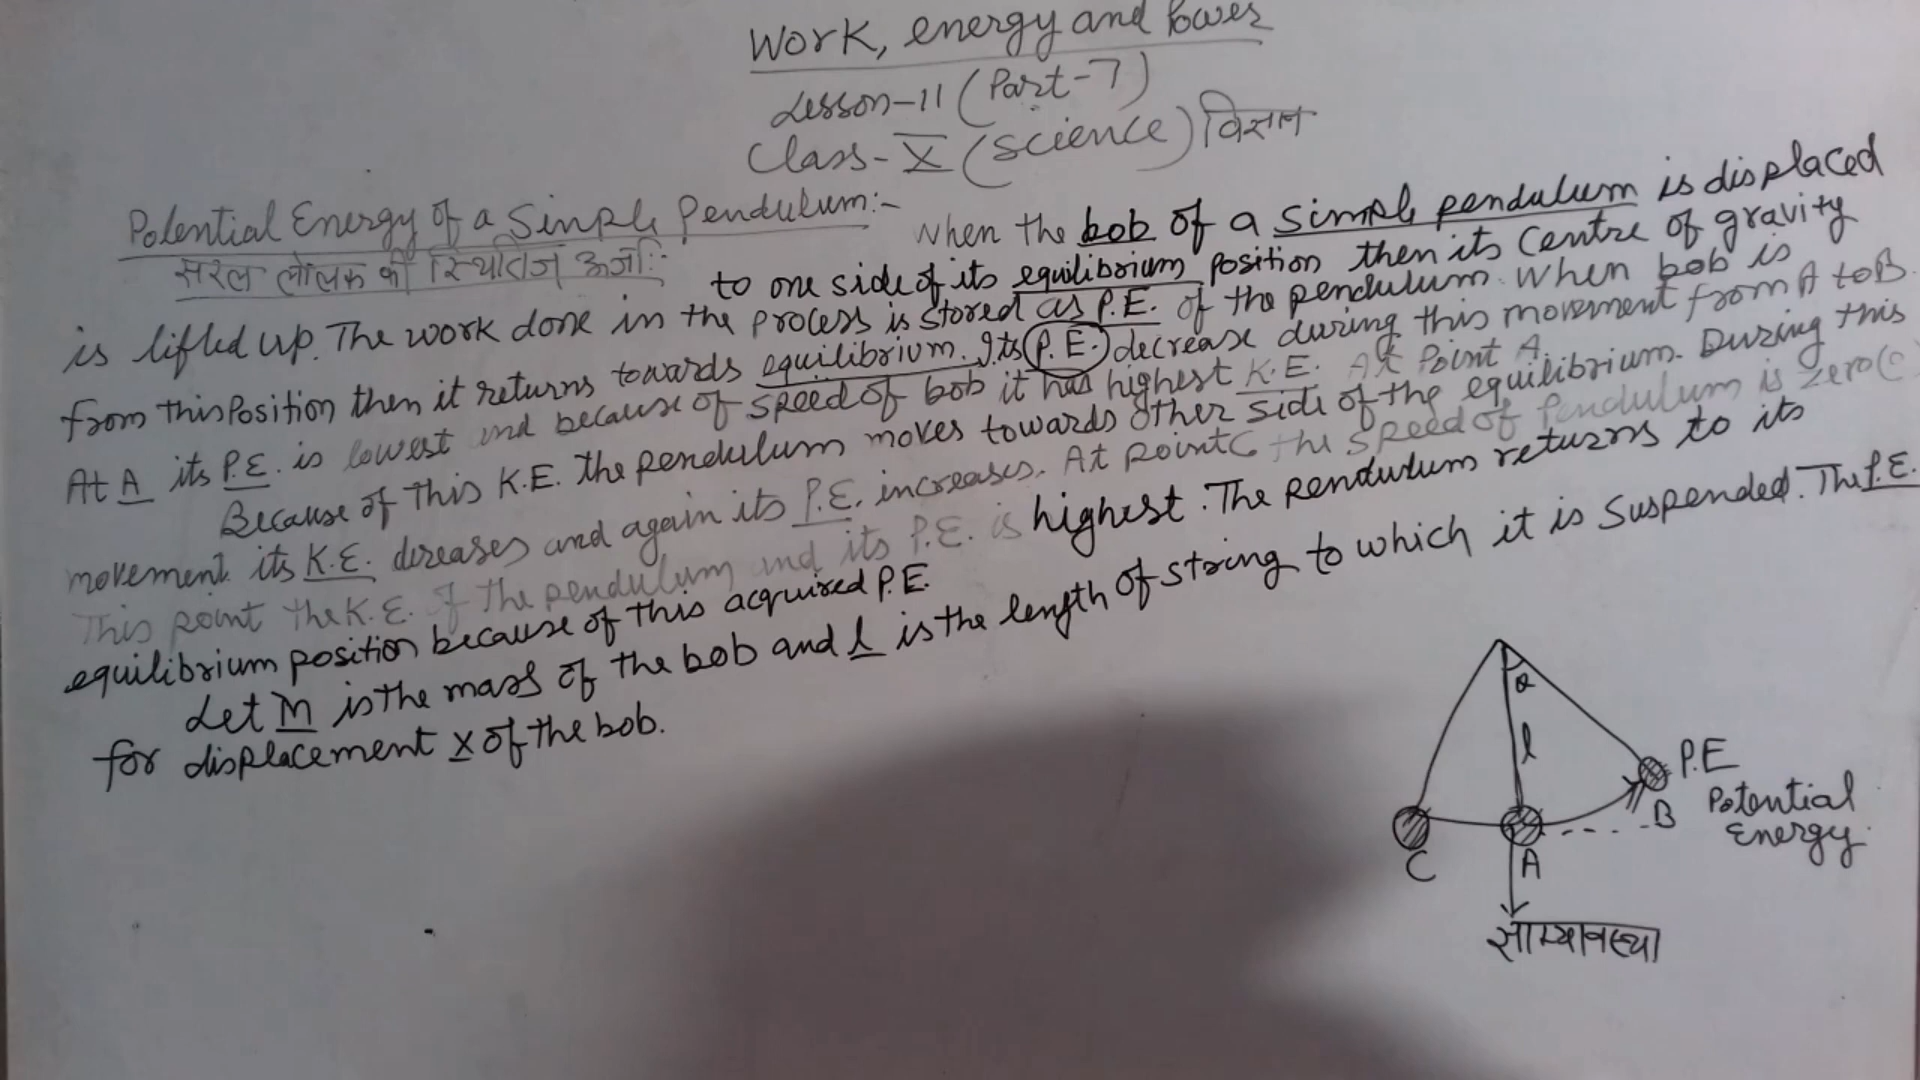 Work, energy and Power
Lesson-11 (Part-7)
Class-X (Science) विज्ञान
Potential Energy of a Simple Pendulum:- When the bob of a simple pendulum is displaced
सरल लोलक की स्थितिज ऊर्जा:-
to one side of its equilibrium position then its Centre of gravity
is lifted up. The work done in the process is stored as P.E. of the pendulum. When bob is
from this Position then it returns towards equilibrium. Its P.E. decrease during this movement from A to B.
At A its P.E. is lowest and because of speed of bob it has highest K.E. At Point A.
Because of This K.E. the pendulum moves towards other side of the equilibrium. During this
movement its K.E. dereases and again its P.E. increases. At Point C the speed of Pendulum is Zero(0
This point the K.E. of The pendulum and its P.E. is highest. The Pendulum returns to its
equilibrium position because of this acquired P.E.
Let M is the mass of the bob and l is the length of string to which it is suspended. The P.E.
for displacement x of the bob.
l
P.E
Potential
Energy
B
C
A
साम्यावस्था